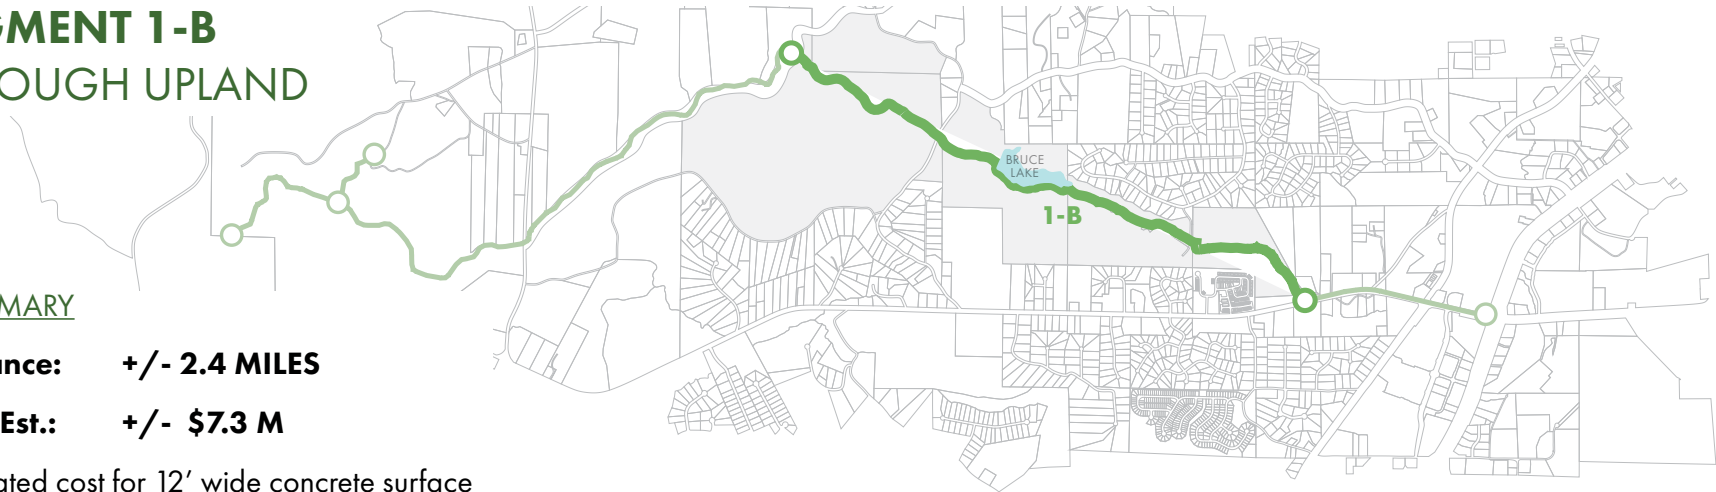 GMENT 1-B
OUGH UPLAND
BRUCE
LAKE
1-B
MARY
ance: +/- 2.4 MILES
Est.: +/- $7.3 M
ated cost for 12’ wide concrete surface